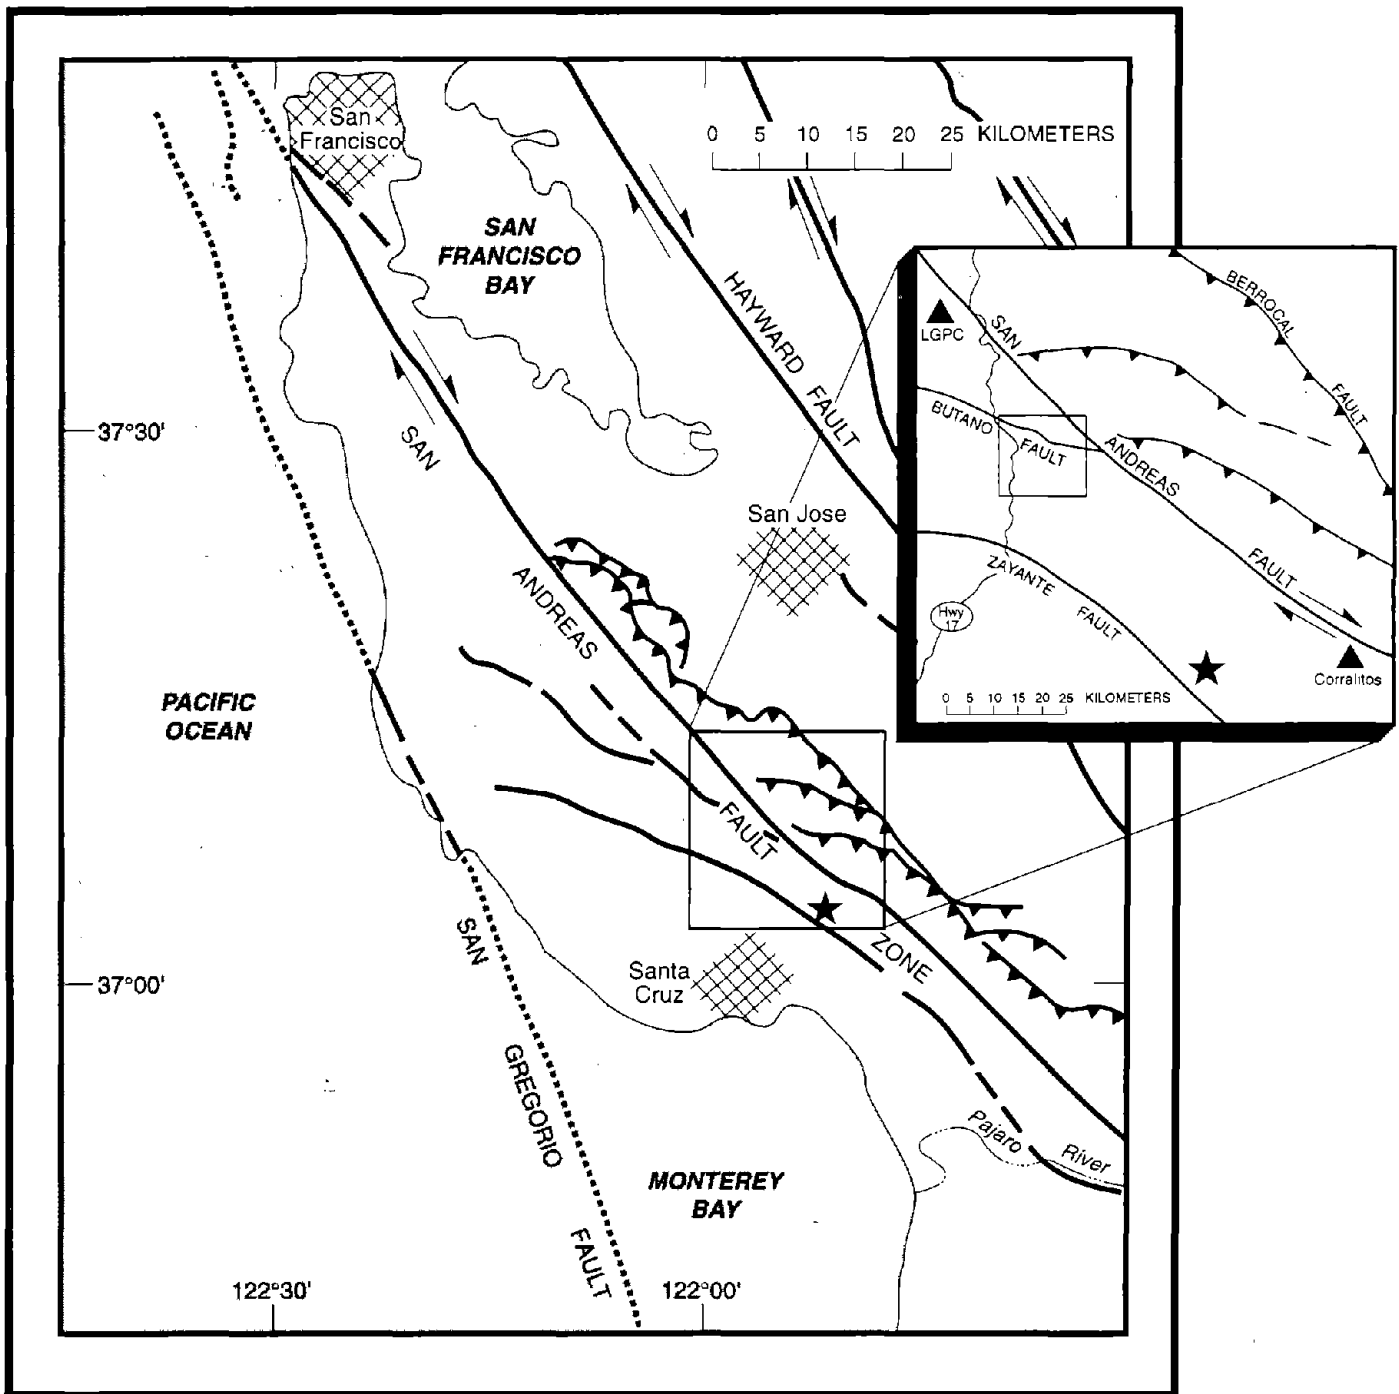 San
Francisco
0 5 10 15 20 25 KILOMETERS
SAN
FRANCISCO
BAY
HAYWARD FAULT
37°30'
SAN
ANDREAS
FAULT
ZONE
San Jose
PACIFIC
OCEAN
37°00'
Santa
Cruz
SAN
GREGORIO
FAULT
MONTEREY
BAY
Pajaro River
122°30'
122°00'
BERROCAL
FAULT
LGPC
SAN
ANDREAS
FAULT
BUTANO
FAULT
ZAYANTE
FAULT
Hwy
17
Corralitos
0 5 10 15 20 25 KILOMETERS